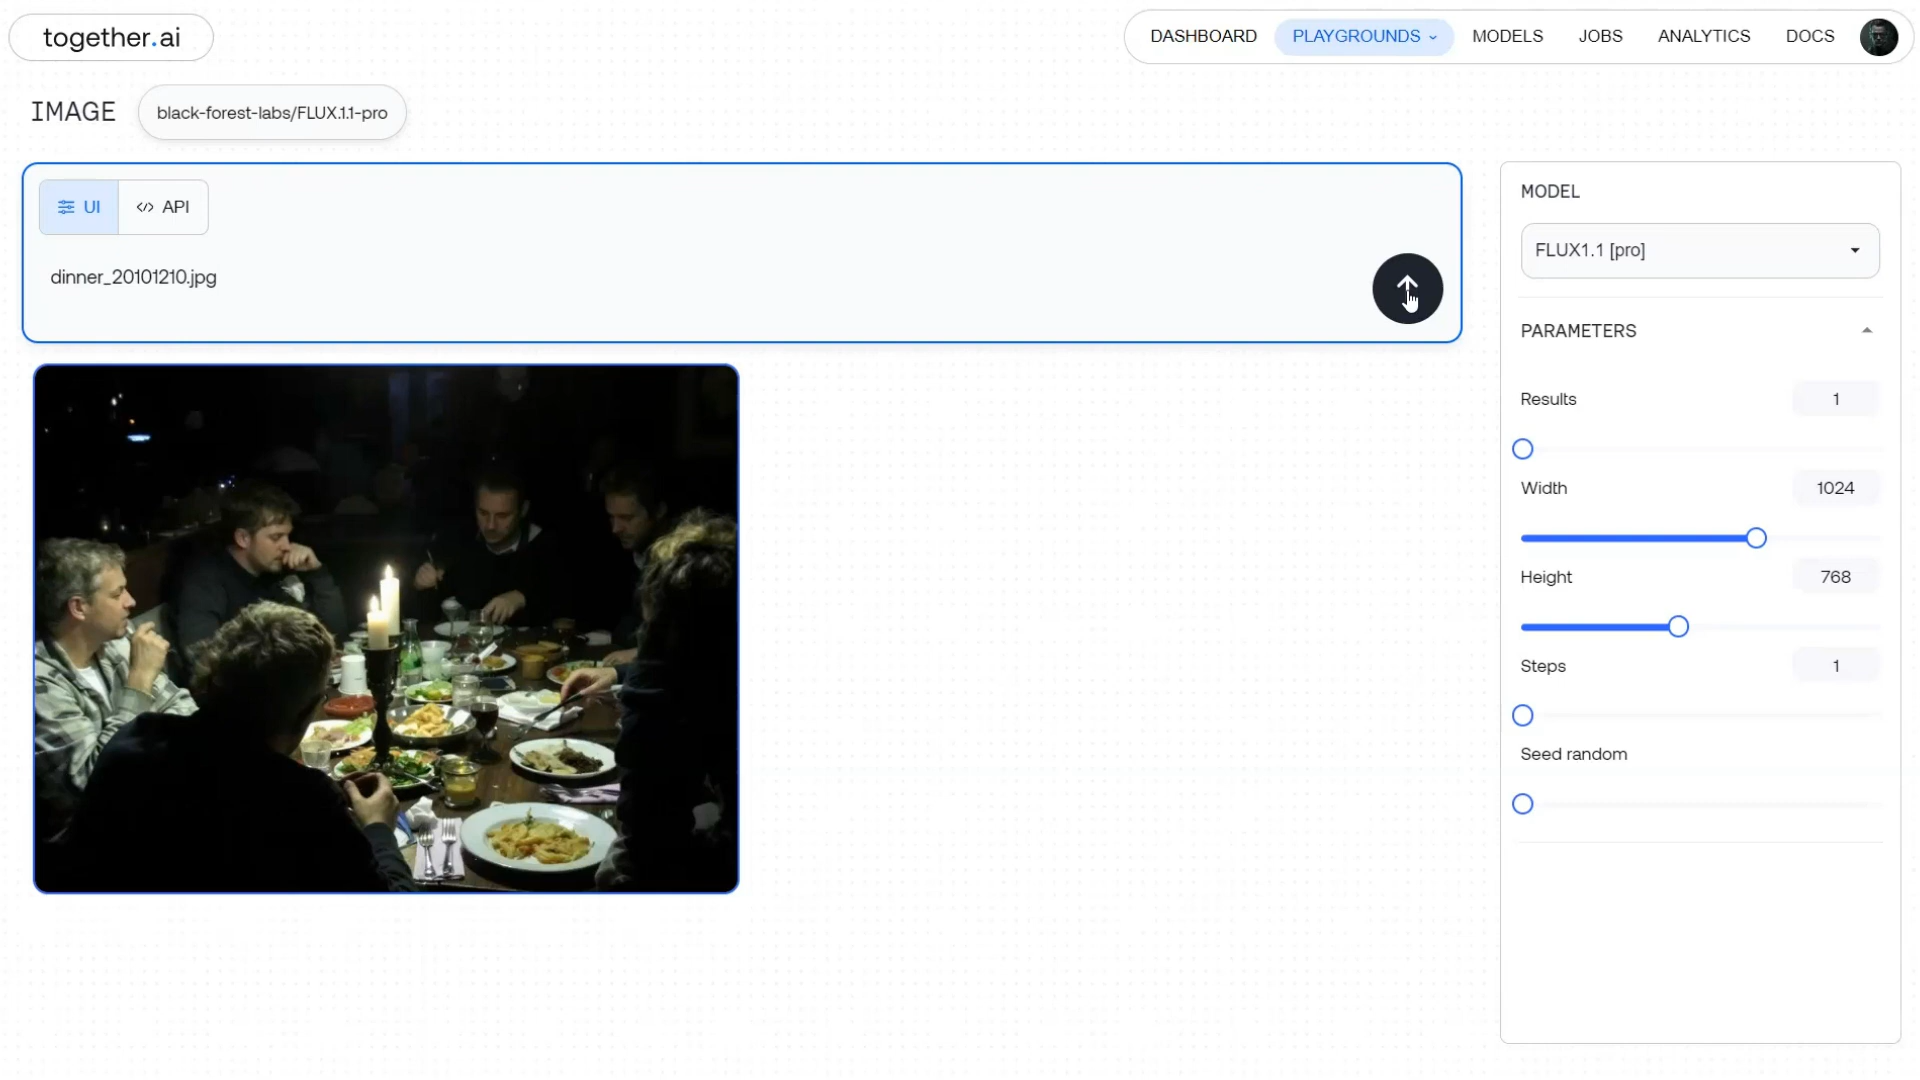 together.ai
DASHBOARD
PLAYGROUNDS
MODELS
JOBS
ANALYTICS
DOCS
IMAGE
black-forest-labs/FLUX.1.1-pro
UI
</> API
dinner_20101210.jpg
MODEL
FLUX1.1 [pro]
PARAMETERS
Results
1
Width
1024
Height
768
Steps
1
Seed random